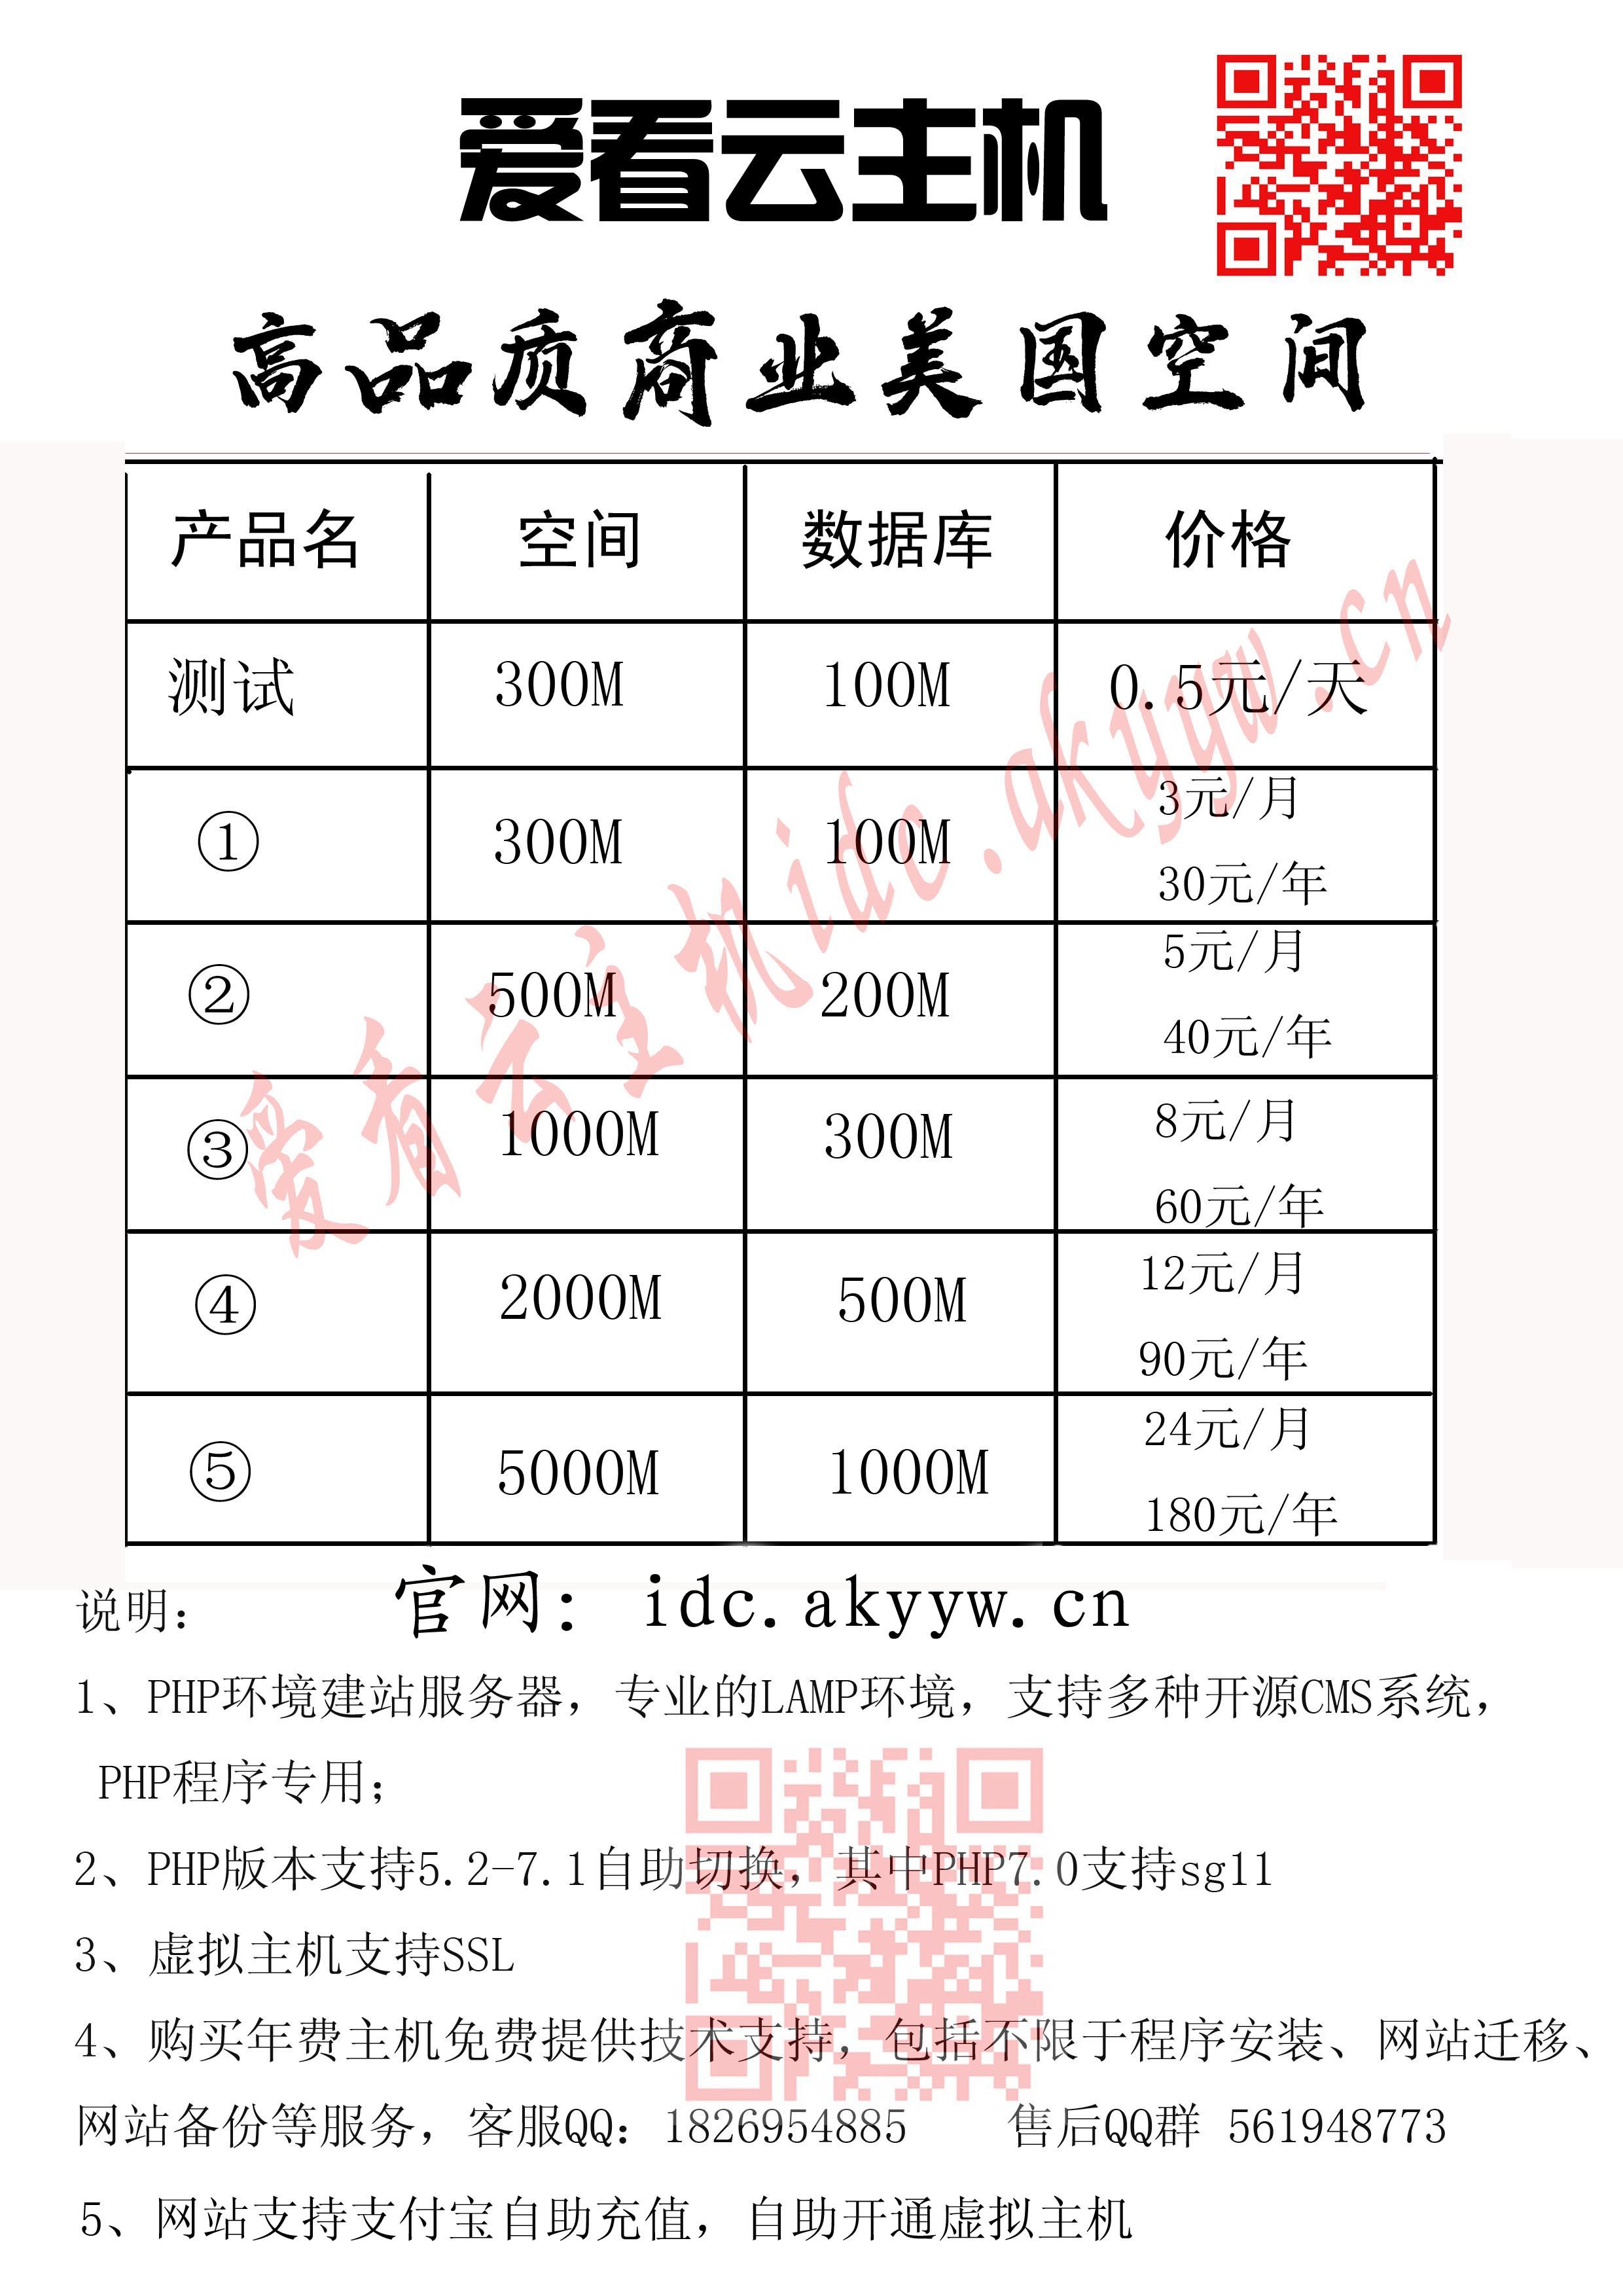 爱看云主机
高品质商业美国空间
产品名 空间 数据库 价格
测试 300M 100M 0.5元/天
① 300M 100M 3元/月
30元/年
② 500M 200M 5元/月
40元/年
③ 1000M 300M 8元/月
60元/年
④ 2000M 500M 12元/月
90元/年
⑤ 5000M 1000M 24元/月
180元/年
爱看云主机idc.akyyw.cn
说明： 官网： idc.akyyw.cn
1、PHP环境建站服务器，专业的LAMP环境，支持多种开源CMS系统，
PHP程序专用；
2、PHP版本支持5.2-7.1自助切换，其中PHP7.0支持sg11
3、虚拟主机支持SSL
4、购买年费主机免费提供技术支持，包括不限于程序安装、网站迁移、
网站备份等服务，客服QQ：1826954885 售后QQ群 561948773
5、网站支持支付宝自助充值，自助开通虚拟主机